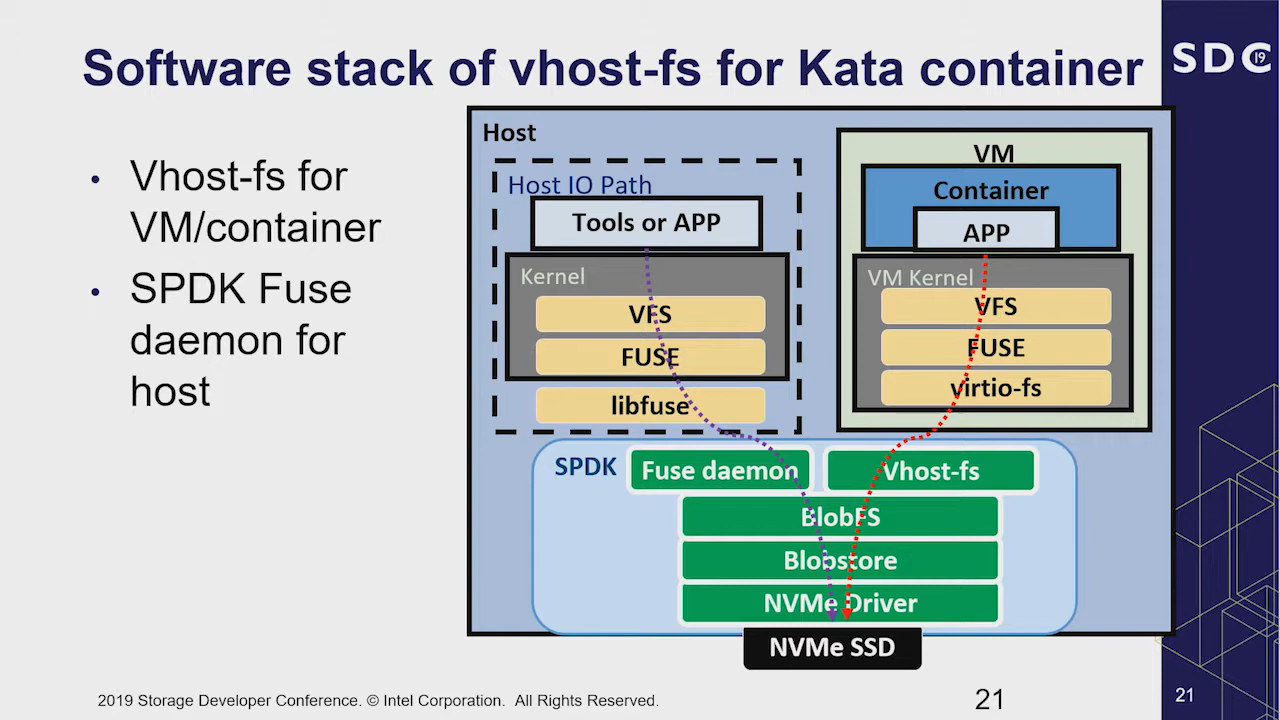 Software stack of vhost-fs for Kata container
SDC 19
• Vhost-fs for
VM/container
• SPDK Fuse
daemon for
host
Host
Host IO Path
Tools or APP
Kernel
VFS
FUSE
libfuse
VM
Container
APP
VM Kernel
VFS
FUSE
virtio-fs
SPDK
Fuse daemon
Vhost-fs
BlobFS
Blobstore
NVMe Driver
NVMe SSD
2019 Storage Developer Conference. © Intel Corporation. All Rights Reserved.
21
21